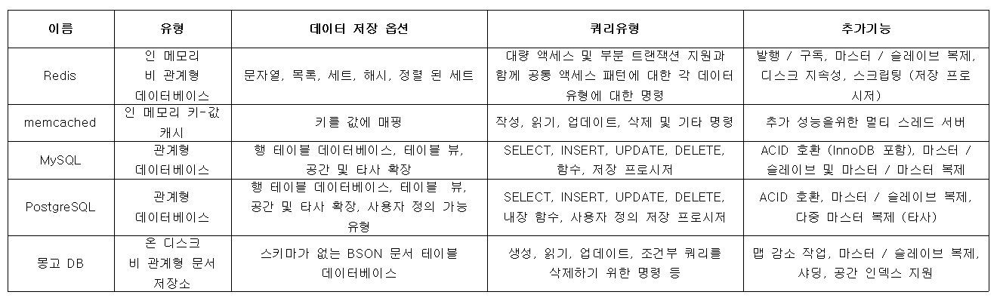 이름 유형 데이터 저장 옵션 쿼리유형 추가기능
Redis
인 메모리
비 관계형
데이터베이스
문자열, 목록, 세트, 해시, 정렬 된 세트
대량 액세스 및 부분 트랜잭션 지원과
함께 공통 액세스 패턴에 대한 각 데이터
유형에 대한 명령
발행 / 구독, 마스터 / 슬레이브 복제,
디스크 지속성, 스크립팅 (저장 프로
시저)
memcached
인 메모리 키-값
캐시
키를 값에 매핑
작성, 읽기, 업데이트, 삭제 및 기타 명령
추가 성능을위한 멀티 스레드 서버
MySQL
관계형
데이터베이스
행 테이블 데이터베이스, 테이블 뷰,
공간 및 타사 확장
SELECT, INSERT, UPDATE, DELETE,
함수, 저장 프로시저
ACID 호환 (InnoDB 포함), 마스터 /
슬레이브 및 마스터 / 마스터 복제
PostgreSQL
관계형
데이터베이스
행 테이블 데이터베이스, 테이블 뷰,
공간 및 타사 확장, 사용자 정의 가능
유형
SELECT, INSERT, UPDATE, DELETE,
내장 함수, 사용자 정의 저장 프로시저
ACID 호환, 마스터 / 슬레이브 복제,
다중 마스터 복제 (타사)
몽고 DB
온 디스크
비 관계형 문서
저장소
스키마가 없는 BSON 문서 테이블
데이터베이스
생성, 읽기, 업데이트, 조건부 쿼리를
삭제하기 위한 명령 등
맵 감소 작업, 마스터 / 슬레이브 복제,
샤딩, 공간 인덱스 지원